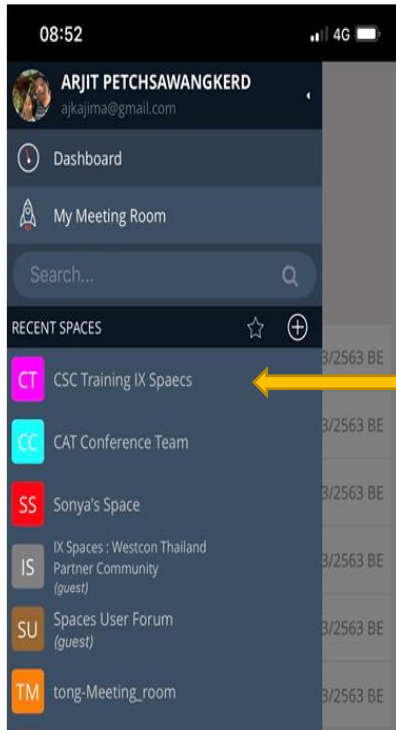 08:52
4G
ARJIT PETCHSAWANGKERD
ajkajima@gmail.com
Dashboard
My Meeting Room
Search...
RECENT SPACES
CT
CSC Training IX Spaecs
CC
CAT Conference Team
SS
Sonya's Space
IS
IX Spaces : Westcon Thailand
Partner Community
(guest)
SU
Spaces User Forum
(guest)
TM
tong-Meeting_room
3/2563 BE
3/2563 BE
3/2563 BE
3/2563 BE
3/2563 BE
3/2563 BE